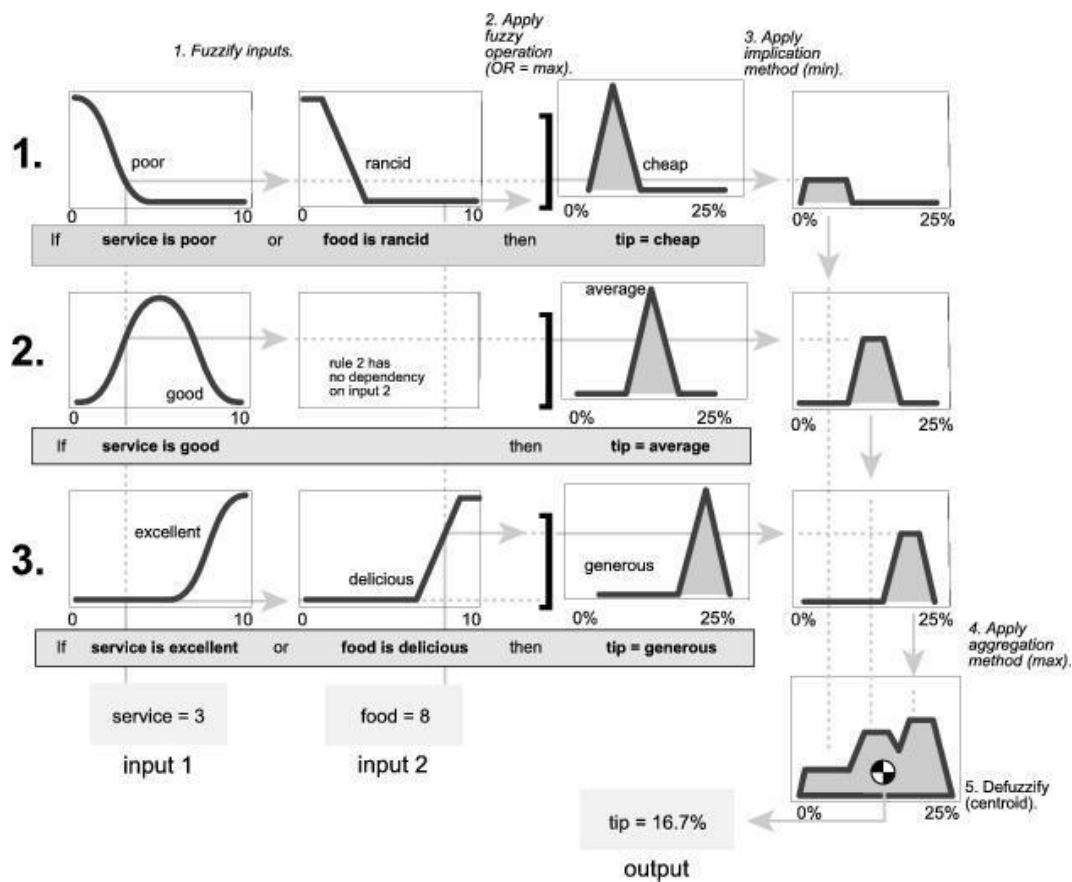 1. Fuzzify inputs.
2. Apply
fuzzy
operation
(OR = max).
3. Apply
implication
method (min).
1.
poor
0 10
rancid
0 10
cheap
0% 25%
0% 25%
If service is poor or food is rancid then tip = cheap
2.
good
0 10
rule 2 has
no dependency
on input 2
average
0% 25%
0% 25%
If service is good then tip = average
3.
excellent
0 10
delicious
0 10
generous
0% 25%
0% 25%
If service is excellent or food is delicious then tip = generous
4. Apply
aggregation
method (max).
service = 3
input 1
food = 8
input 2
0% 25%
5. Defuzzify
(centroid).
tip = 16.7%
output